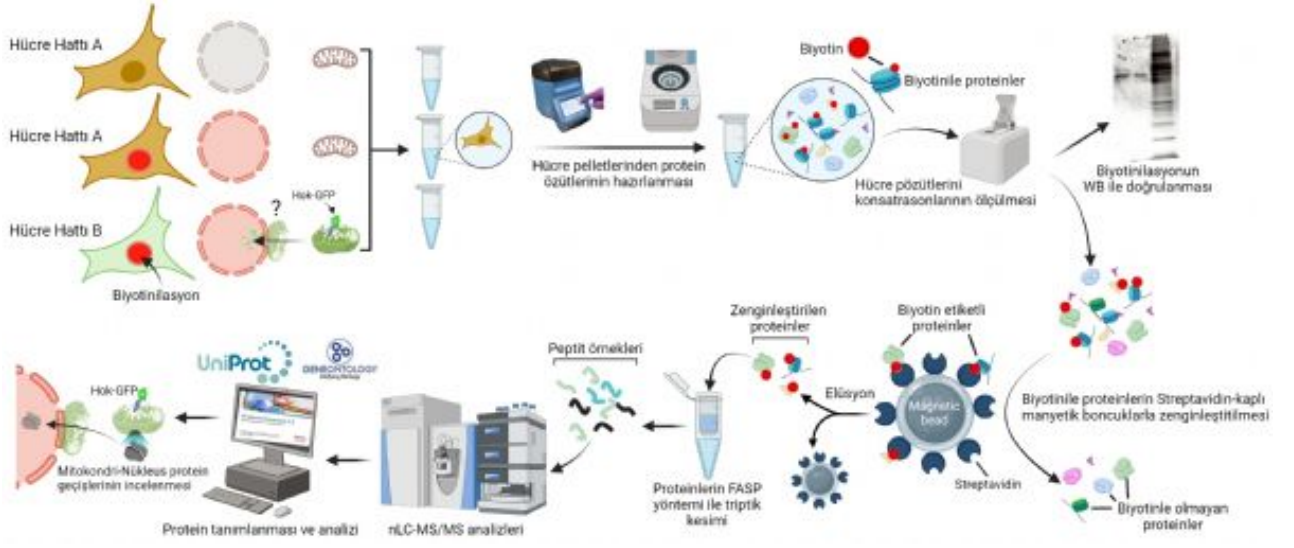 Hücre Hattı A
Hücre Hattı A
Hücre Hattı B
Biyotinilasyon
?
Hok-GFP
Hücre pelletlerinden protein
özütlerinin hazırlanması
Biyotin
Biyotinile proteinler
Hücre pözütlerini
konsatrasonlarının ölçülmesi
Biyotinilasyonun
WB ile doğrulanması
Biyotinile proteinlerin Streptavidin-kaplı
manyetik boncuklarla zenginleştitilmesi
Biyotinle olmayan
proteinler
Biyotin etiketli
proteinler
Magnetic
bead
Streptavidin
Elüsyon
Zenginleştirilen
proteinler
Proteinlerin FASP
yöntemi ile triptik
kesimi
Peptit örnekleri
nLC-MS/MS analizleri
UniProt
GENEONTOLOGY
Protein tanımlanması ve analizi
Hok-GFP
Mitokondri-Nükleus protein
geçişlerinin incelenmesi